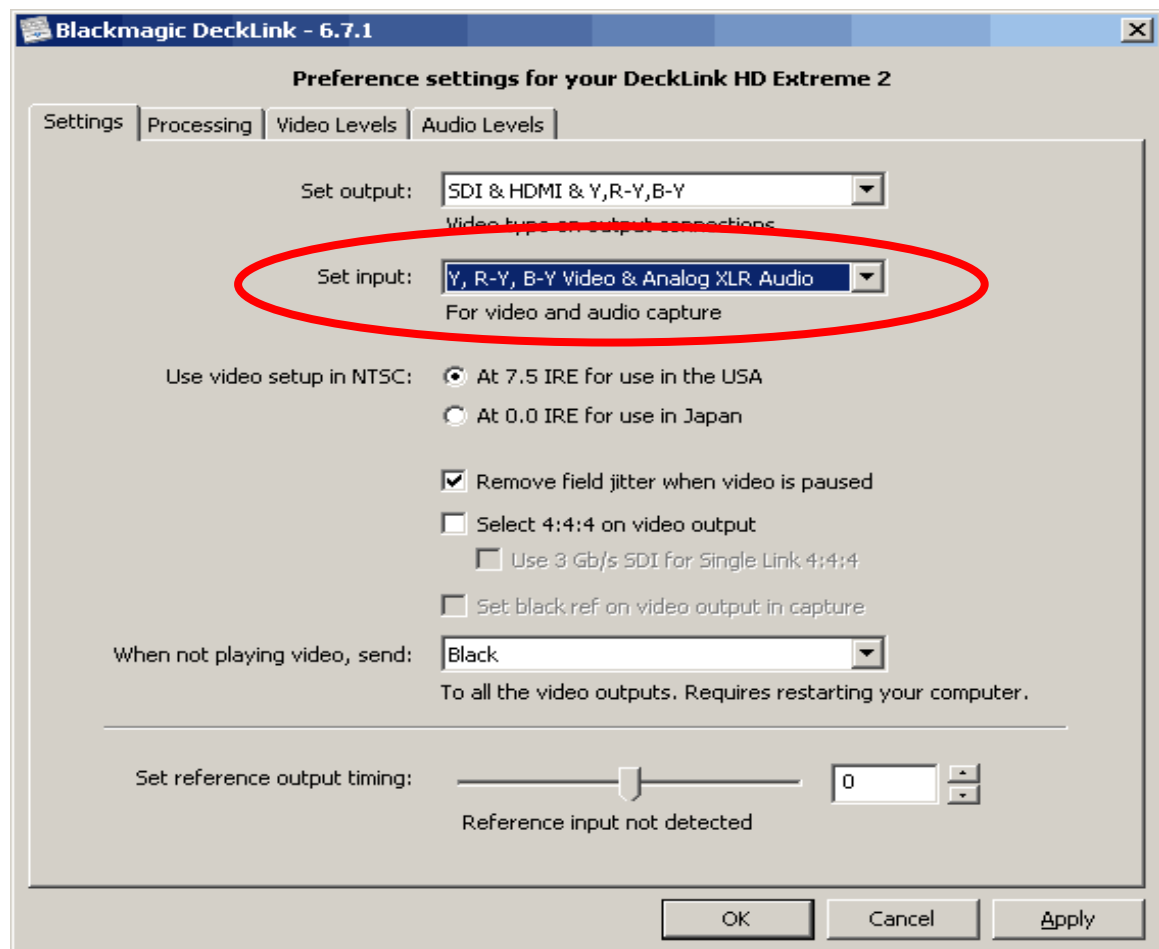 Blackmagic DeckLink - 6.7.1
Preference settings for your DeckLink HD Extreme 2
Settings Processing Video Levels Audio Levels
Set output: SDI & HDMI & Y,R-Y,B-Y
Video type on output connections
Set input: Y, R-Y, B-Y Video & Analog XLR Audio
For video and audio capture
Use video setup in NTSC: At 7.5 IRE for use in the USA
At 0.0 IRE for use in Japan
Remove field jitter when video is paused
Select 4:4:4 on video output
Use 3 Gb/s SDI for Single Link 4:4:4
Set black ref on video output in capture
When not playing video, send: Black
To all the video outputs. Requires restarting your computer.
Set reference output timing: 0
Reference input not detected
OK Cancel Apply